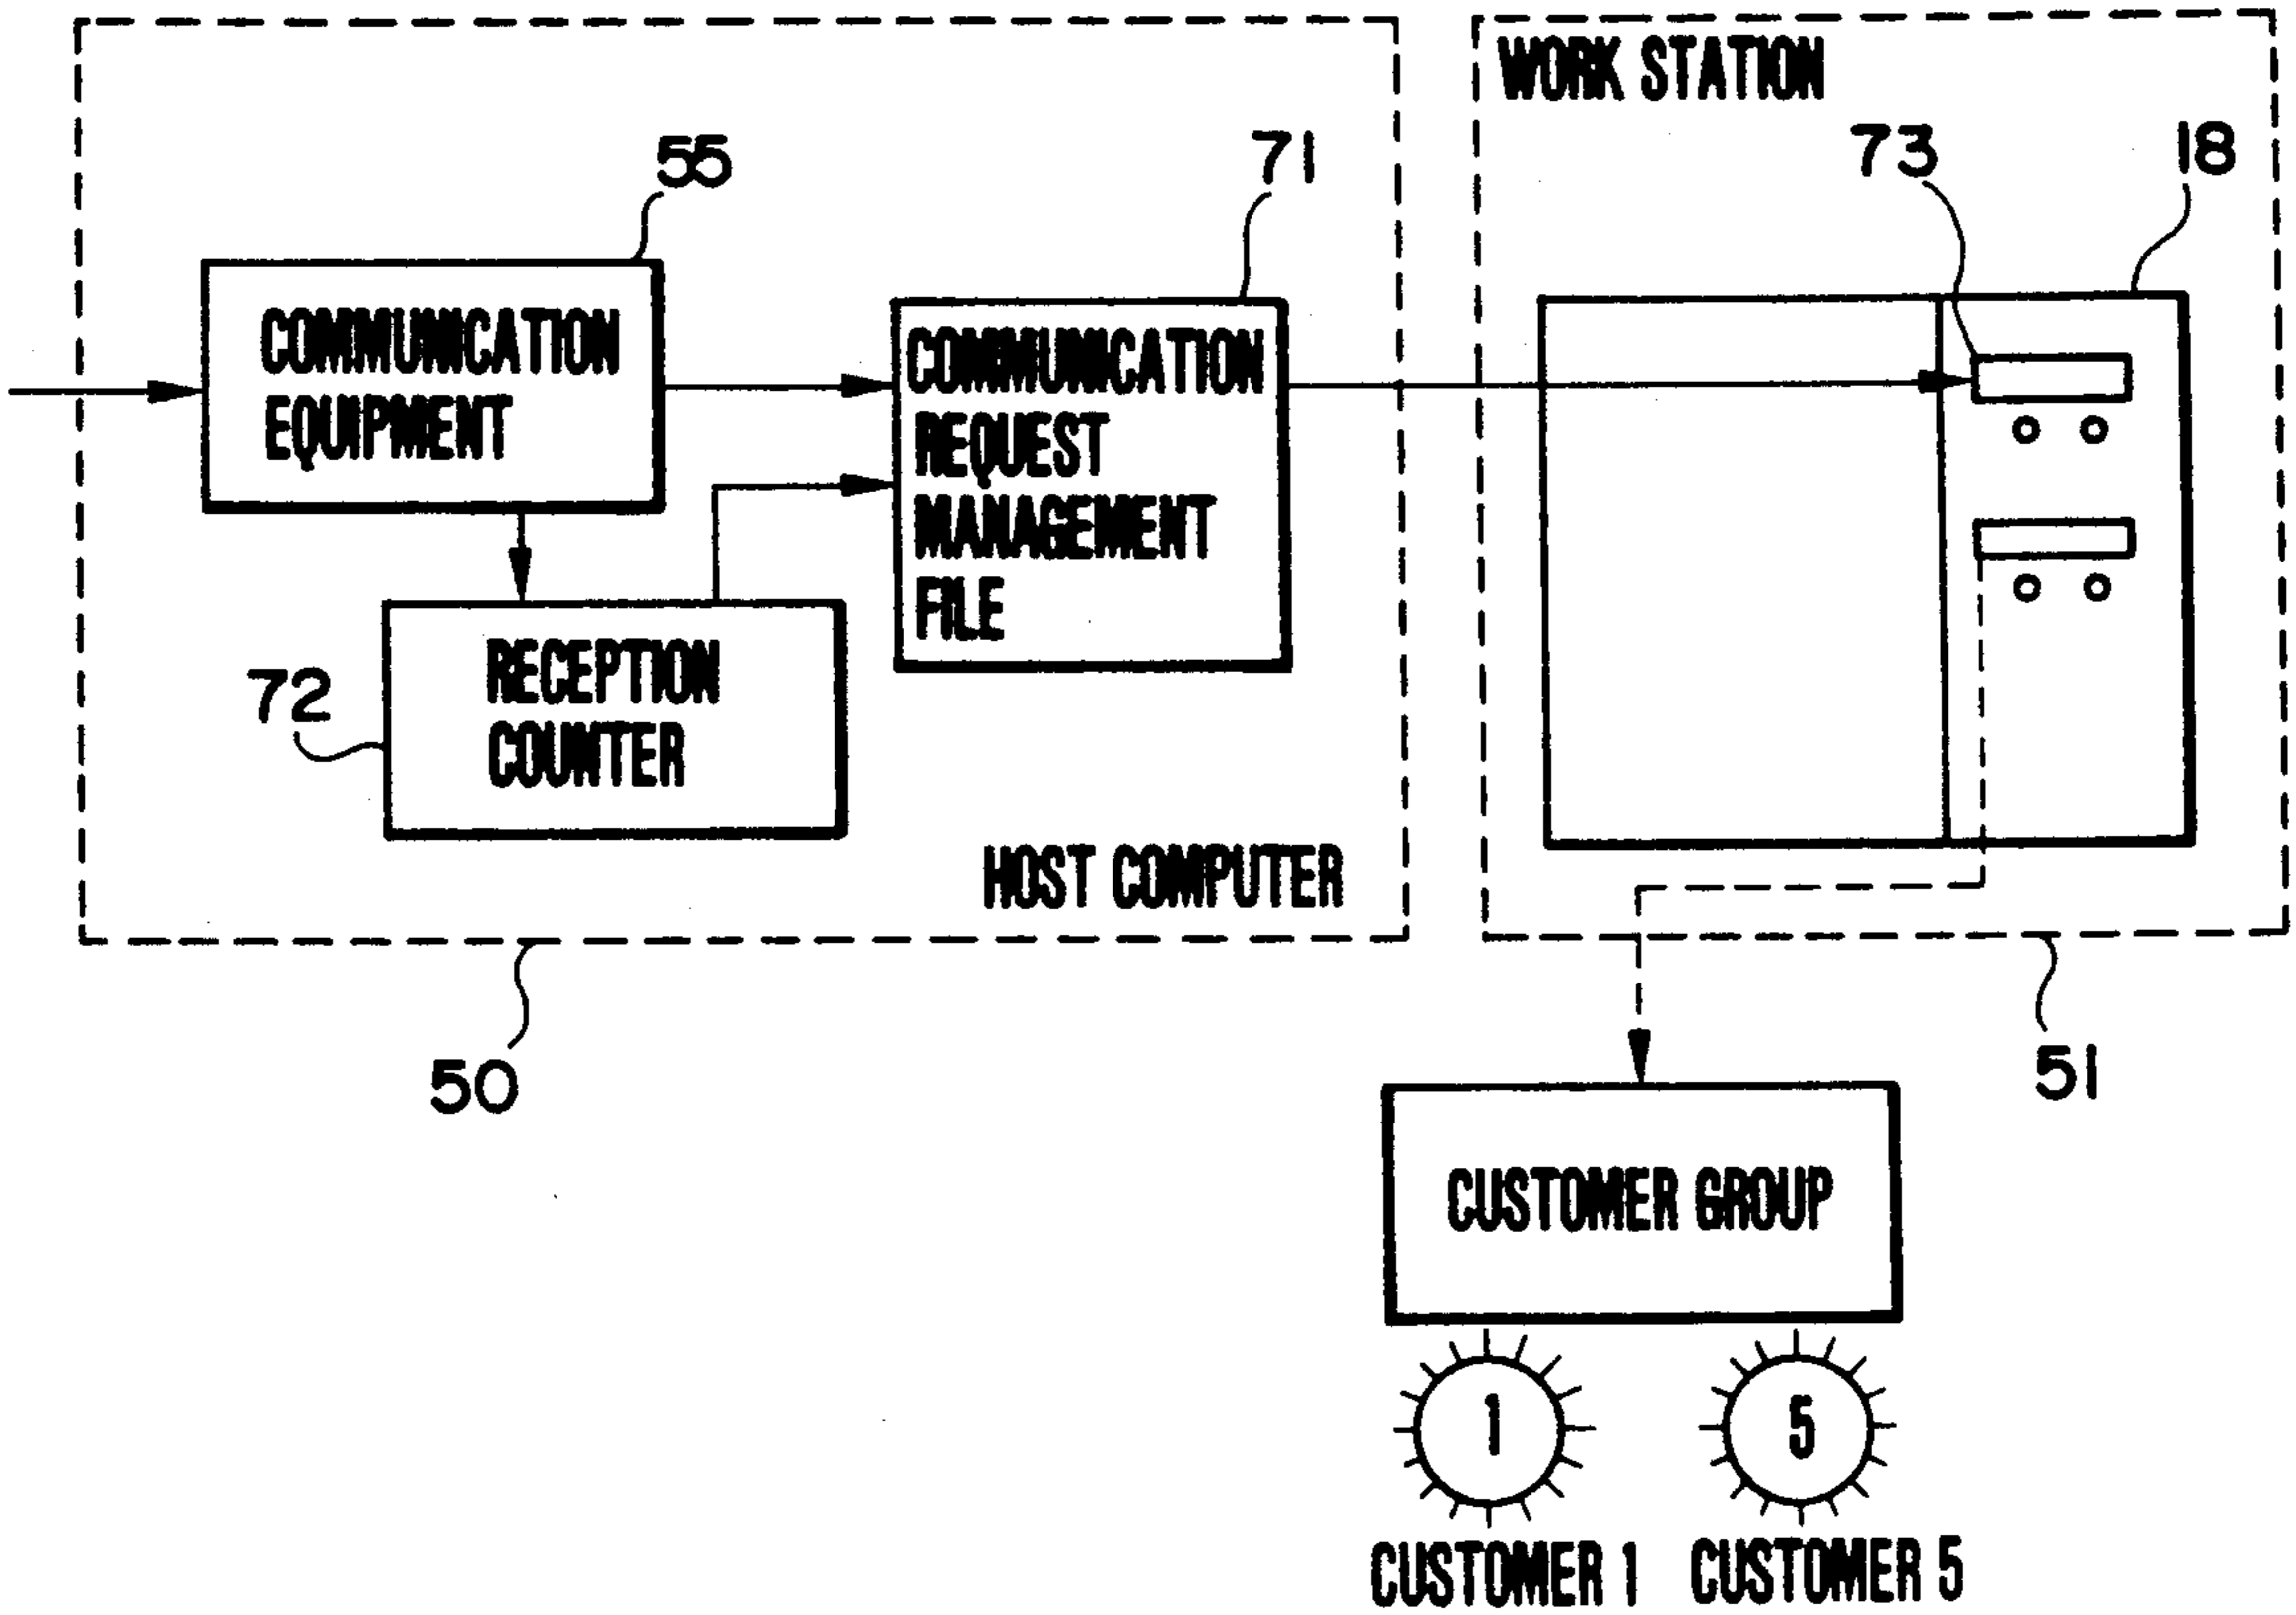 WORK STATION
55
71
73
18
COMMUNICATION
EQUIPMENT
COMMUNICATION
REQUEST
MANAGEMENT
FILE
72
RECEPTION
COUNTER
HOST COMPUTER
50
51
CUSTOMER GROUP
1
5
CUSTOMER 1
CUSTOMER 5